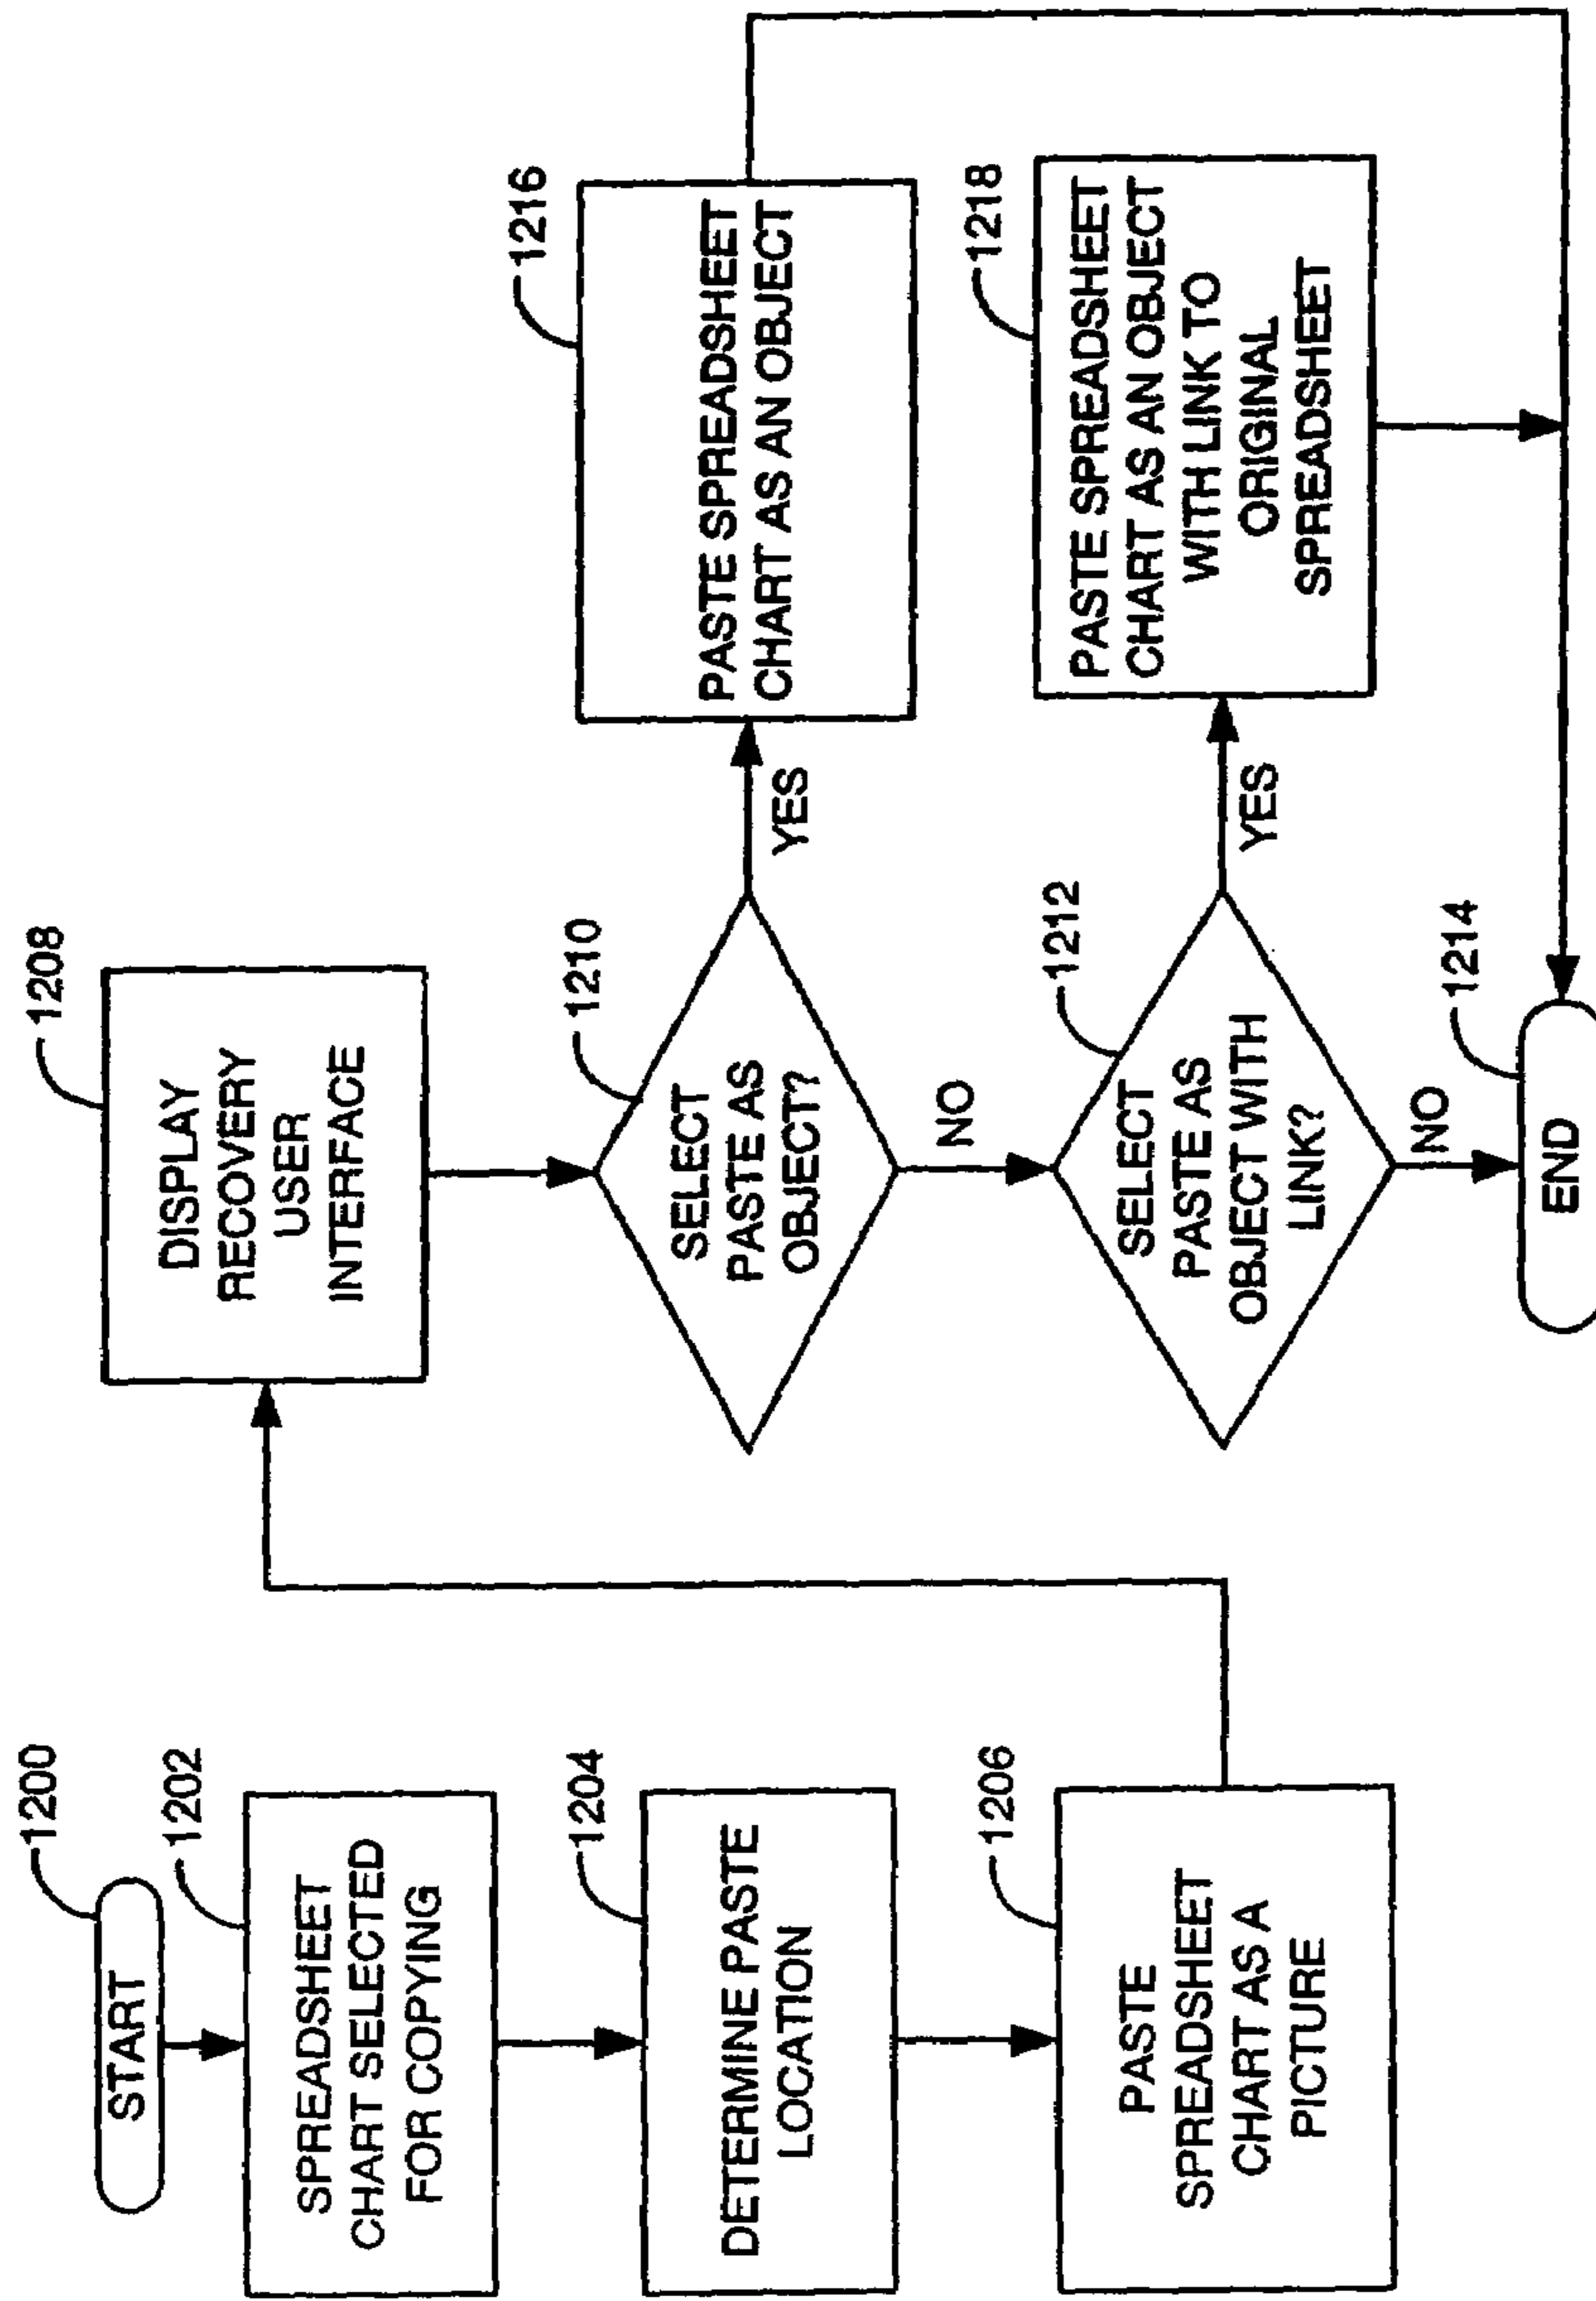 1200
START
1202
SPREADSHEET
CHART SELECTED
FOR COPYING
1204
DETERMINE PASTE
LOCATION
1206
PASTE
SPREADSHEET
CHART AS A
PICTURE
1208
DISPLAY
RECOVERY
USER
INTERFACE
1210
SELECT
PASTE AS
OBJECT?
YES
NO
1216
PASTE SPREADSHEET
CHART AS AN OBJECT
1212
SELECT
PASTE AS
OBJECT WITH
LINK?
YES
NO
1218
PASTE SPREADSHEET
CHART AS AN OBJECT
WITH LINK TO
ORIGINAL
SPREADSHEET
1214
END